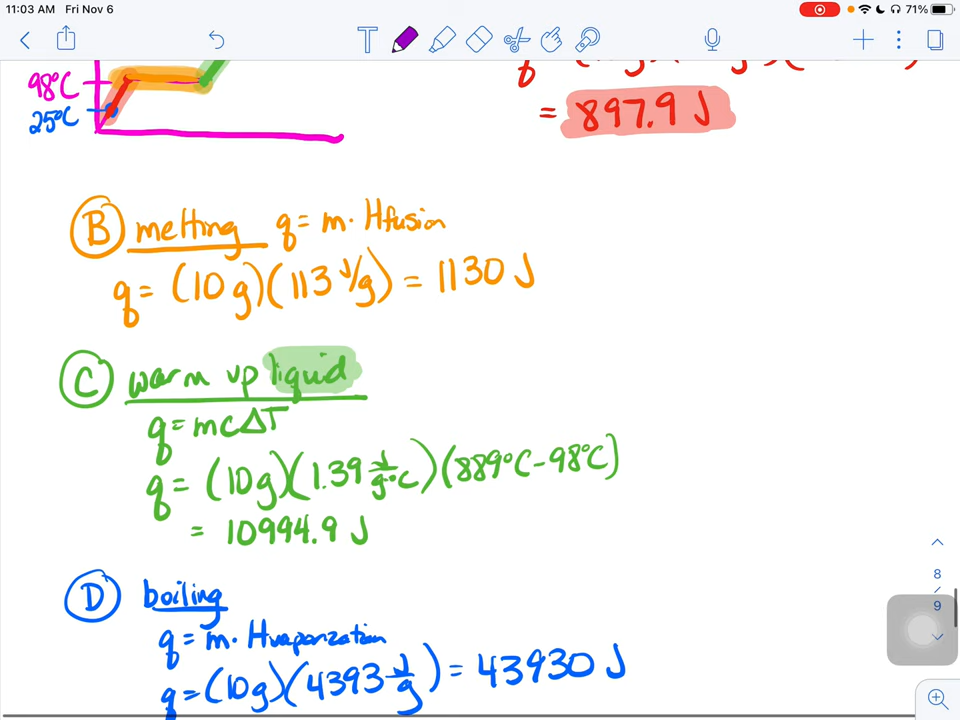 11:03 AM Fri Nov 6
71%
T
98°C
25°C
= 897.9 J
B melting q = m · Hfusion
q = (10 g)(113 J/g) = 1130 J
C warm up liquid
q = mcΔT
q = (10g)(1.39 J/g·°C)(889°C - 98°C)
= 10994.9 J
8
/
9
D boiling
q = m · Hvaporization
q = (10g)(4393 J/g) = 43930 J